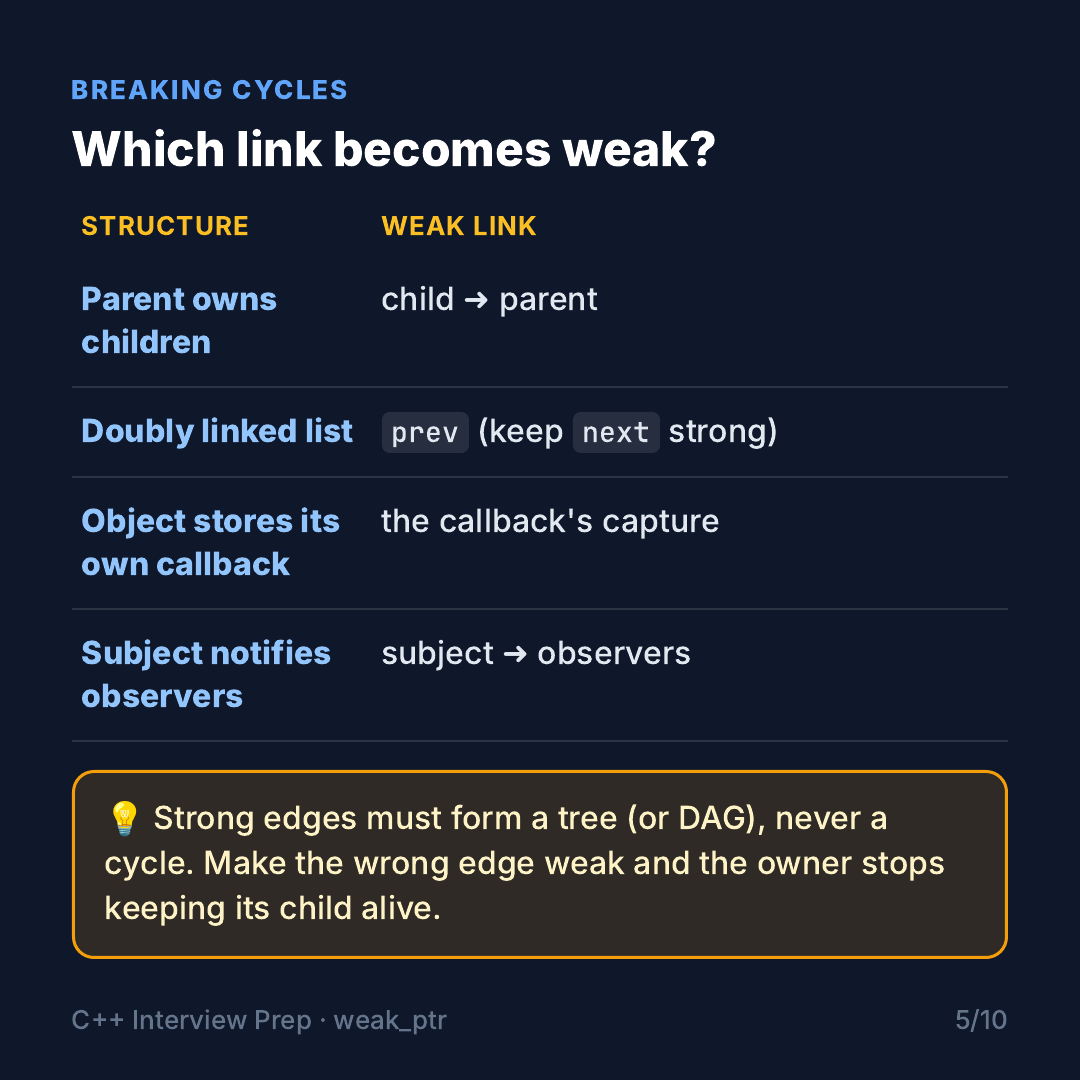 BREAKING CYCLES
Which link becomes weak?
STRUCTURE WEAK LINK
Parent owns children child → parent
Doubly linked list prev (keep next strong)
Object stores its own callback the callback's capture
Subject notifies observers subject → observers
💡 Strong edges must form a tree (or DAG), never a
cycle. Make the wrong edge weak and the owner stops
keeping its child alive.
C++ Interview Prep · weak_ptr 5/10